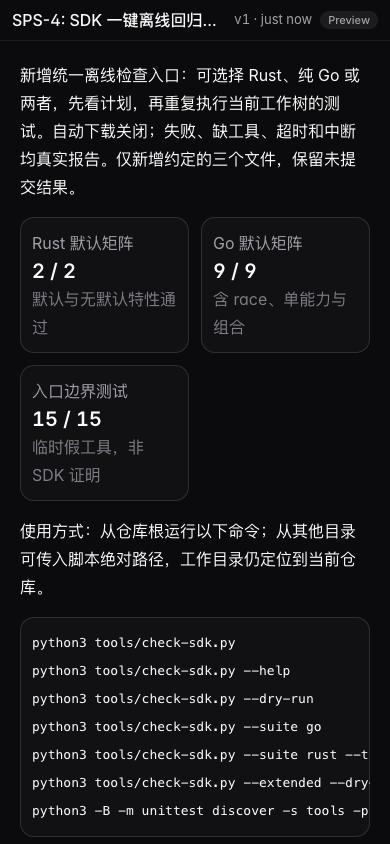 SPS-4: SDK 一键离线回归... v1 · just now Preview
新增统一离线检查入口：可选择 Rust、纯 Go 或
两者，先看计划，再重复执行当前工作树的测
试。自动下载关闭；失败、缺工具、超时和中断
均真实报告。仅新增约定的三个文件，保留未提
交结果。
Rust 默认矩阵
2 / 2
默认与无默认特性通
过
Go 默认矩阵
9 / 9
含 race、单能力与
组合
入口边界测试
15 / 15
临时假工具，非
SDK 证明
使用方式：从仓库根运行以下命令；从其他目录
可传入脚本绝对路径，工作目录仍定位到当前仓
库。
python3 tools/check-sdk.py
python3 tools/check-sdk.py --help
python3 tools/check-sdk.py --dry-run
python3 tools/check-sdk.py --suite go
python3 tools/check-sdk.py --suite rust --t
python3 tools/check-sdk.py --extended --dry-
python3 -B -m unittest discover -s tools -p